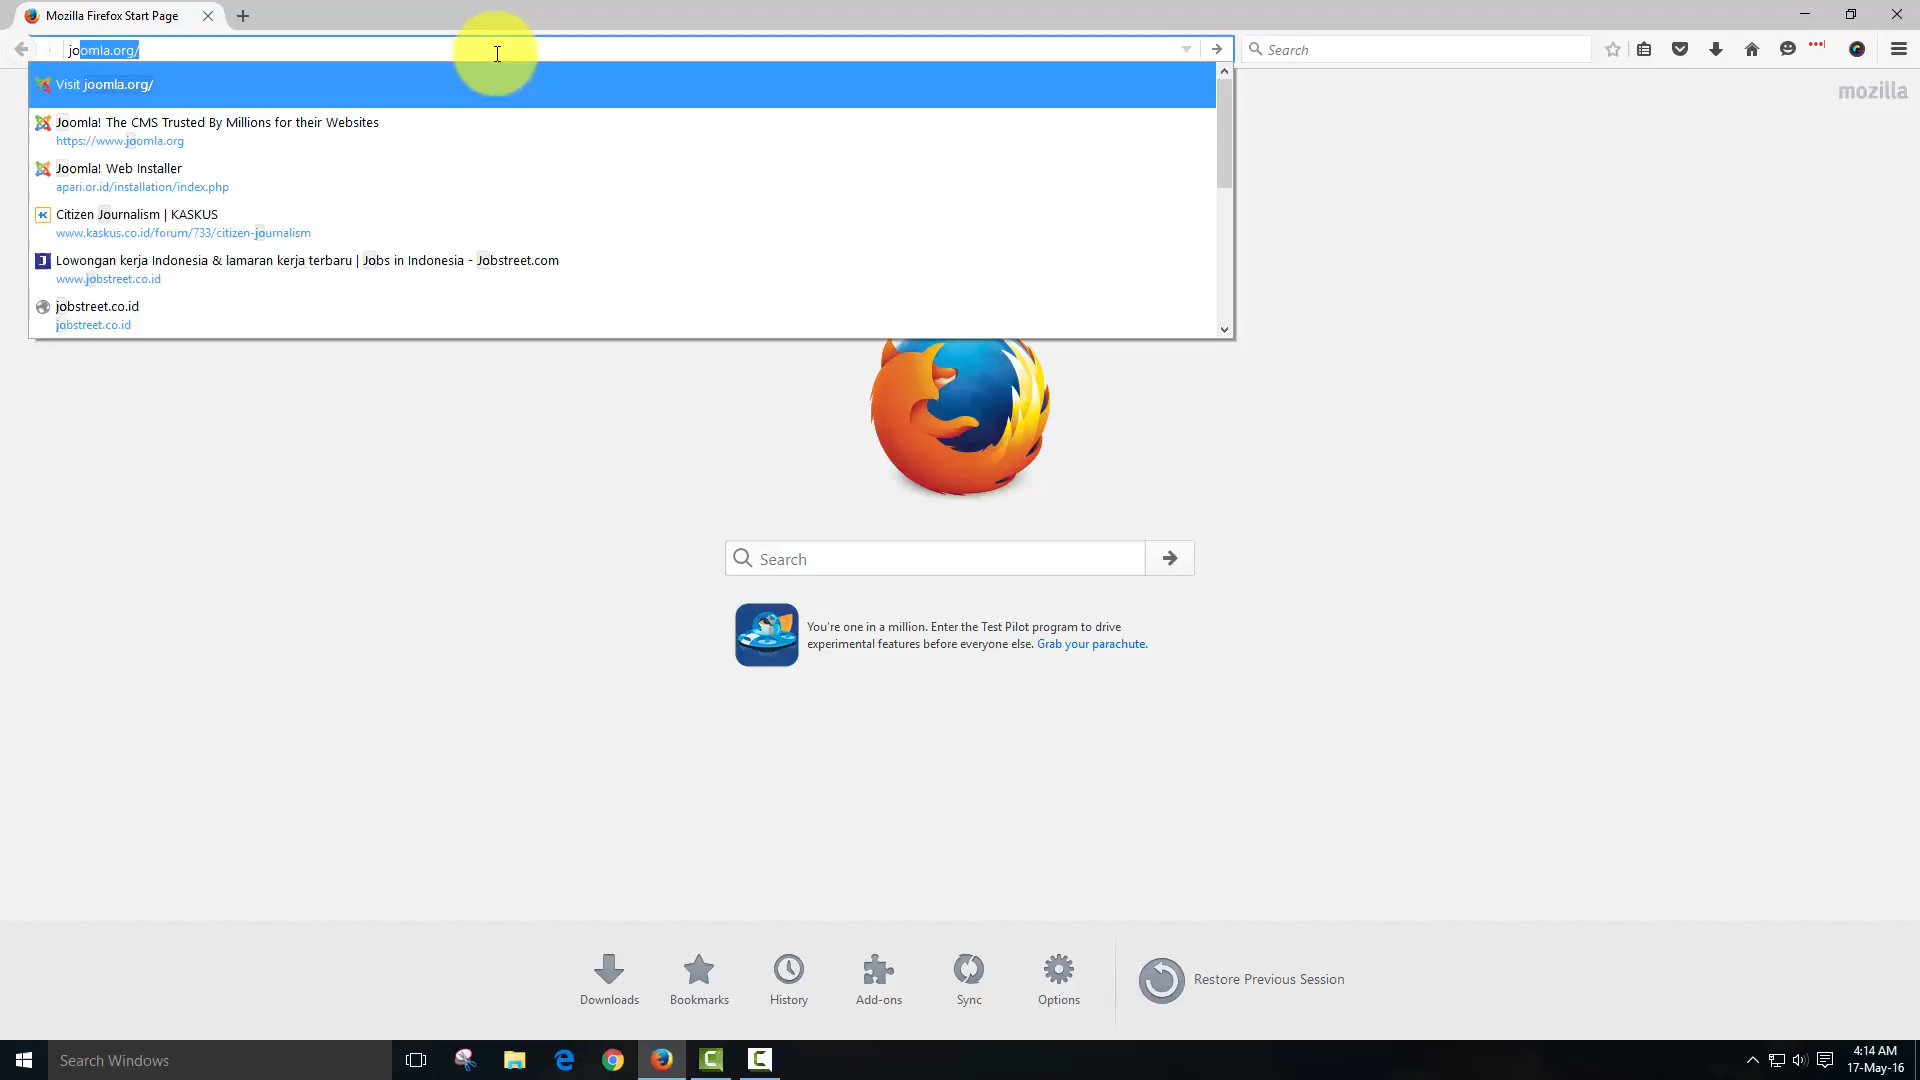 Mozilla Firefox Start Page
joomla.org/
Search
Visit joomla.org/
mozilla
Joomla! The CMS Trusted By Millions for their Websites
https://www.joomla.org
Joomla! Web Installer
apari.or.id/installation/index.php
Citizen Journalism | KASKUS
www.kaskus.co.id/forum/733/citizen-journalism
Lowongan kerja Indonesia & lamaran kerja terbaru | Jobs in Indonesia - Jobstreet.com
www.jobstreet.co.id
jobstreet.co.id
jobstreet.co.id
Search
You're one in a million. Enter the Test Pilot program to drive
experimental features before everyone else. Grab your parachute.
Downloads
Bookmarks
History
Add-ons
Sync
Options
Restore Previous Session
Search Windows
4:14 AM
17-May-16